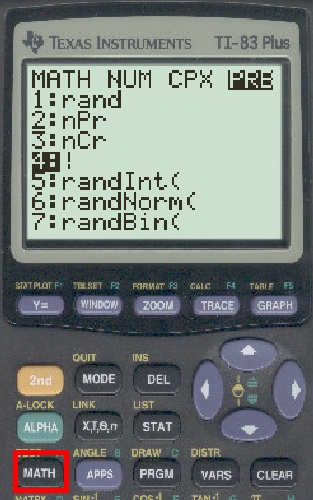 TEXAS INSTRUMENTS TI-83 Plus
MATH NUM CPX PRB
1:rand
2:nPr
3:nCr
4:!
5:randInt(
6:randNorm(
7:randBin(
STAT PLOT F1 TBLSET F2 FORMAT F3 CALC F4 TABLE F5
Y= WINDOW ZOOM TRACE GRAPH
QUIT INS
2nd MODE DEL
A-LOCK LINK LIST
ALPHA X,T,θ,n STAT
ANGLE B DRAW C DISTR
MATH APPS PRGM VARS CLEAR